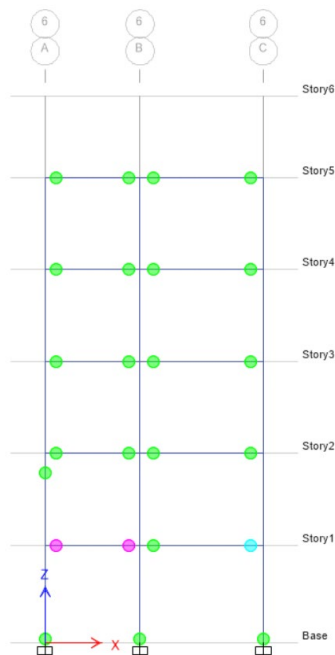 6 6 6
A B C
Story6
Story5
Story4
Story3
Story2
Story1
Z
Base
X